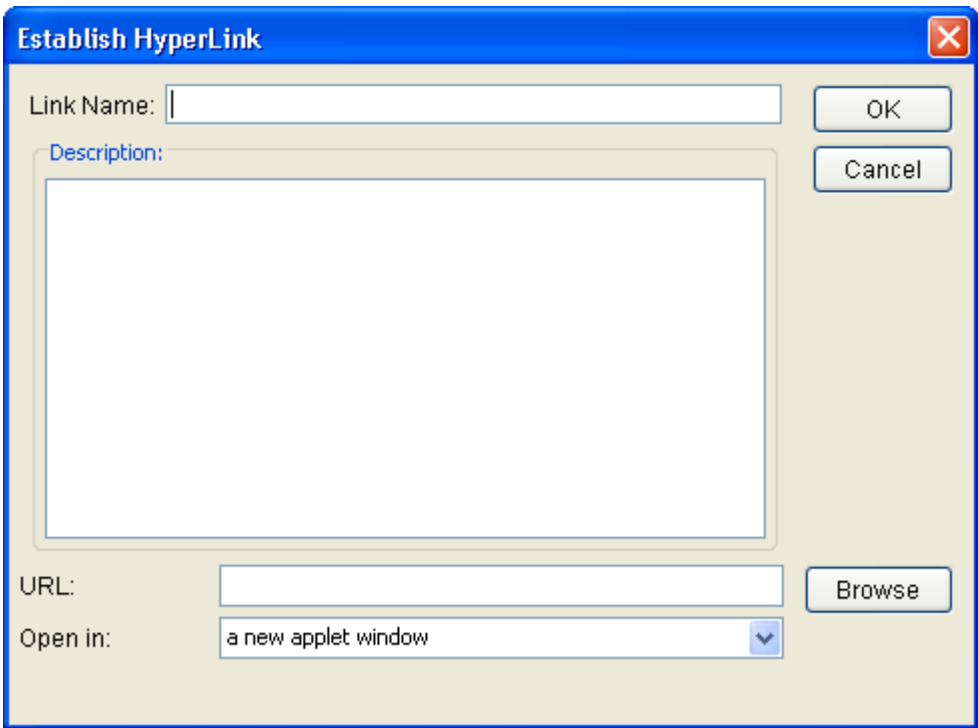 Establish HyperLink
Link Name:
OK
Description:
Cancel
URL:
Browse
Open in:
a new applet window